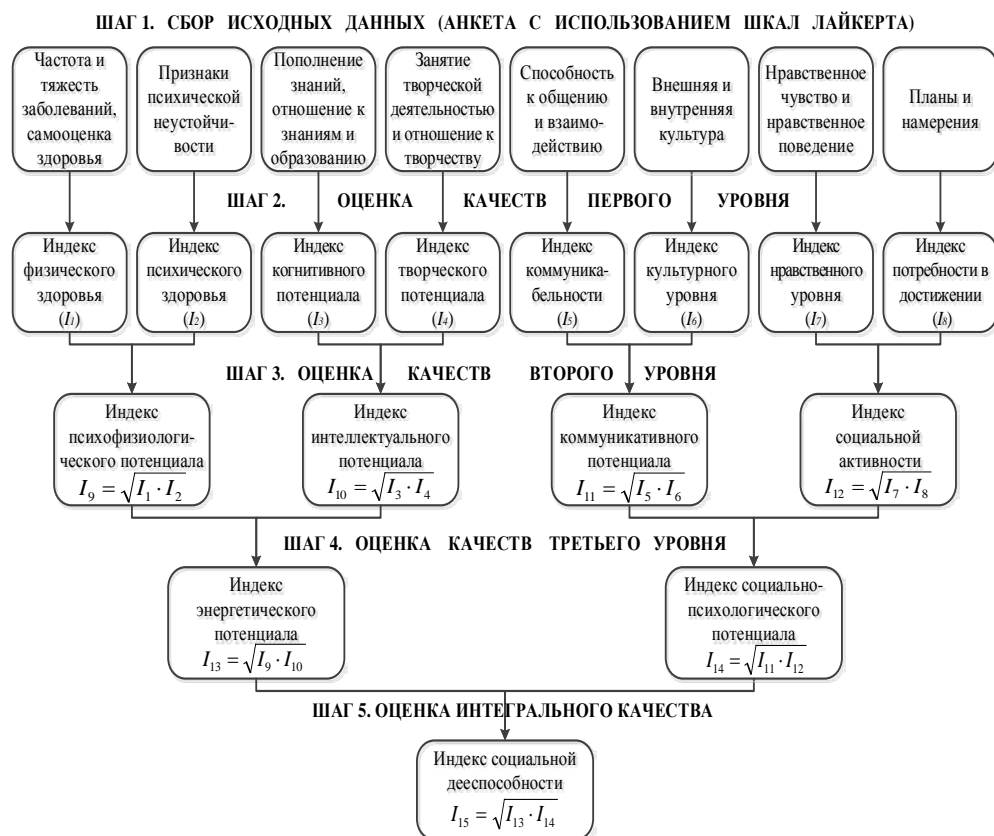 ШАГ 1. СБОР ИСХОДНЫХ ДАННЫХ (АНКЕТА С ИСПОЛЬЗОВАНИЕМ ШКАЛ ЛАЙКЕРТА)
Частота и
тяжесть
заболеваний,
самооценка
здоровья
Признаки
психической
неустойчи-
вости
Пополнение
знаний,
отношение к
знаниям и
образованию
Занятие
творческой
деятельностью
и отношение к
творчеству
Способность
к общению
и взаимо-
действию
Внешняя и
внутренняя
культура
Нравственное
чувство и
нравственное
поведение
Планы и
намерения
ШАГ 2. ОЦЕНКА КАЧЕСТВ ПЕРВОГО УРОВНЯ
Индекс
физического
здоровья
(I1)
Индекс
психического
здоровья
(I2)
Индекс
когнитивного
потенциала
(I3)
Индекс
творческого
потенциала
(I4)
Индекс
коммуника-
бельности
(I5)
Индекс
культурного
уровня
(I6)
Индекс
нравственного
уровня
(I7)
Индекс
потребности в
достижении
(I8)
ШАГ 3. ОЦЕНКА КАЧЕСТВ ВТОРОГО УРОВНЯ
Индекс
психофизиологи-
ческого потенциала
I9 = √(I1 · I2)
Индекс
интеллектуального
потенциала
I10 = √(I3 · I4)
Индекс
коммуникативного
потенциала
I11 = √(I5 · I6)
Индекс
социальной
активности
I12 = √(I7 · I8)
ШАГ 4. ОЦЕНКА КАЧЕСТВ ТРЕТЬЕГО УРОВНЯ
Индекс
энергетического
потенциала
I13 = √(I9 · I10)
Индекс социально-
психологического
потенциала
I14 = √(I11 · I12)
ШАГ 5. ОЦЕНКА ИНТЕГРАЛЬНОГО КАЧЕСТВА
Индекс социальной
дееспособности
I15 = √(I13 · I14)